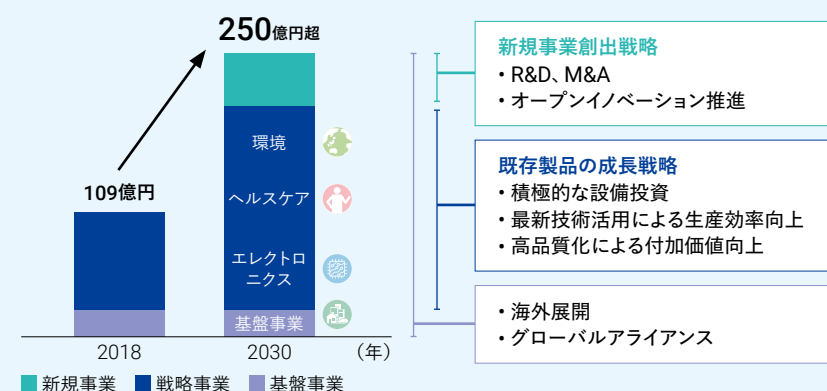 250億円超
109億円
環境
ヘルスケア
エレクトロ
ニクス
基盤事業
2018
2030
(年)
新規事業
戦略事業
基盤事業
新規事業創出戦略
・R&D、M&A
・オープンイノベーション推進
既存製品の成長戦略
・積極的な設備投資
・最新技術活用による生産効率向上
・高品質化による付加価値向上
・海外展開
・グローバルアライアンス